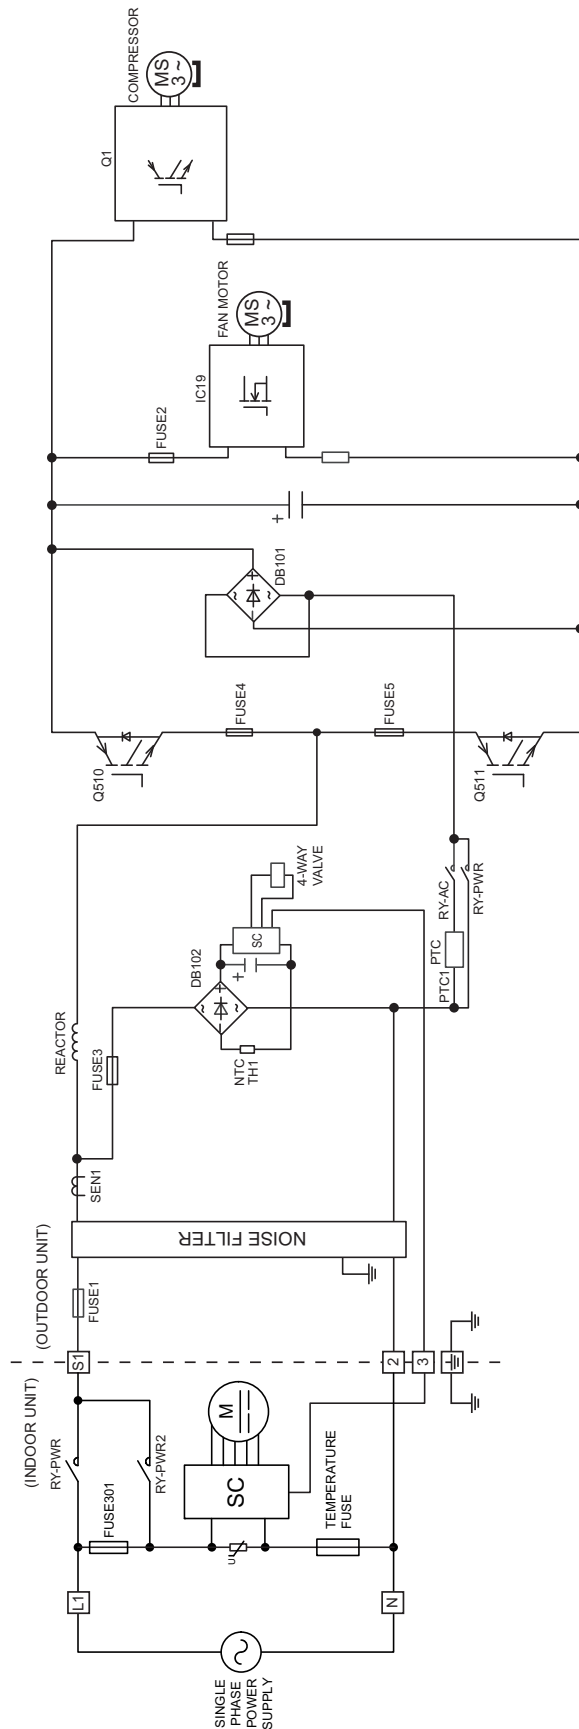 SINGLE
PHASE
POWER
SUPPLY
L1
N
FUSE301
RY-PWR
RY-PWR2
(INDOOR UNIT)
SC
M
U
TEMPERATURE
FUSE
S1
2
3
(OUTDOOR UNIT)
FUSE1
NOISE FILTER
SEN1
REACTOR
FUSE3
NTC
TH1
DB102
+
~
~
+
SC
4-WAY
VALVE
PTC1
PTC
RY-AC
RY-PWR
Q510
FUSE4
FUSE5
Q511
DB101
+
~
~
+
FUSE2
IC19
FAN MOTOR
MS
3 ~
Q1
COMPRESSOR
MS
3 ~